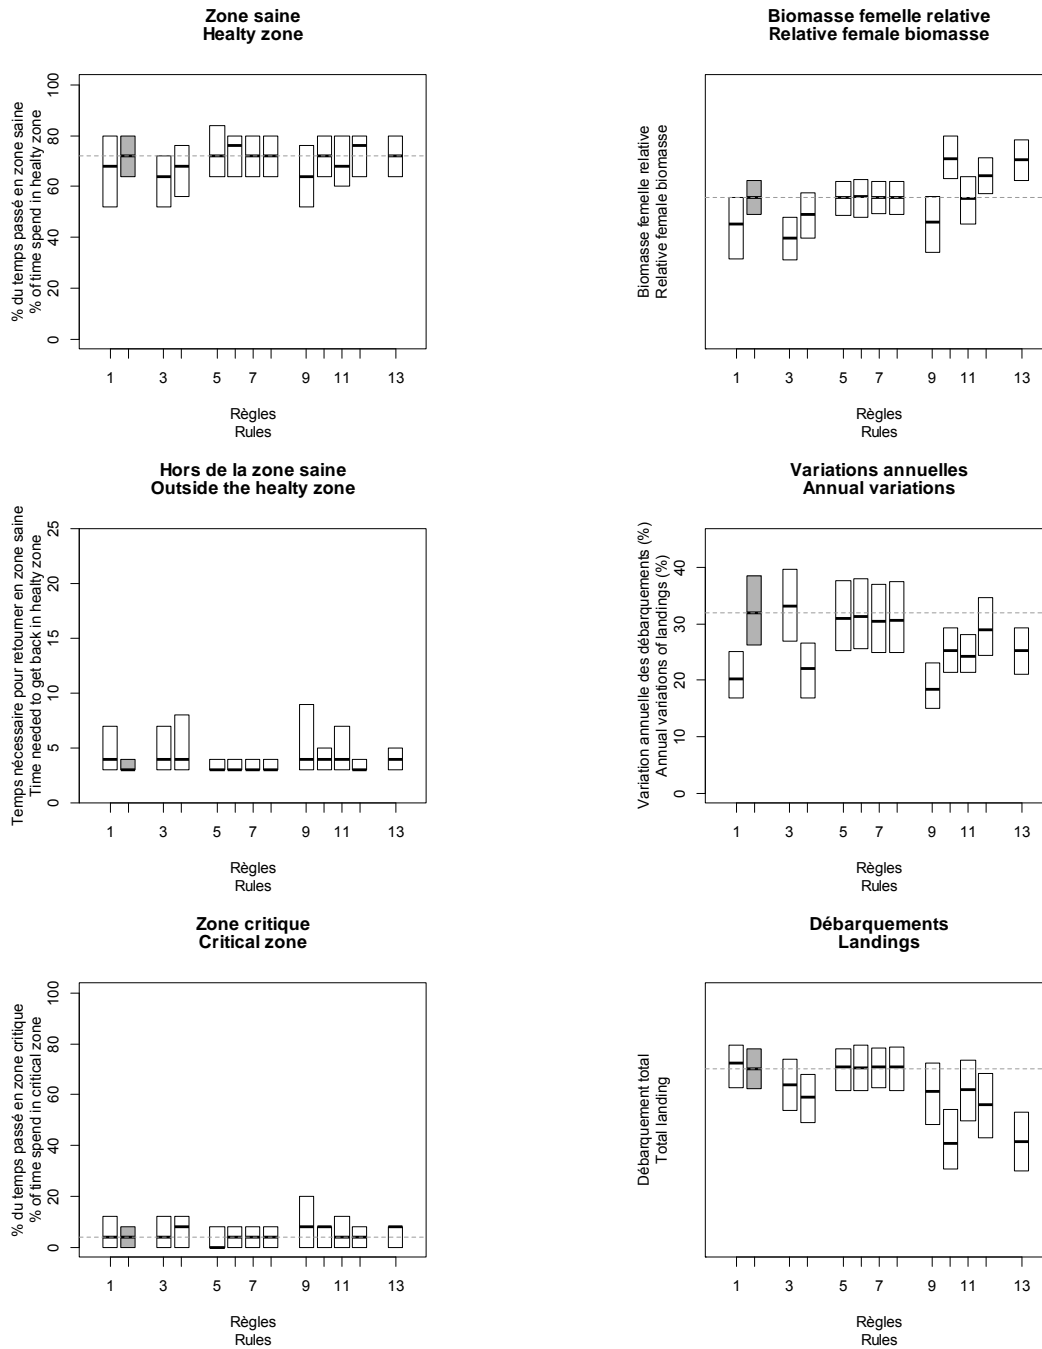 Zone saine
Healty zone
% du temps passé en zone saine
% of time spend in healty zone
100
80
60
40
20
0
1 3 5 7 9 11 13
Règles
Rules
Biomasse femelle relative
Relative female biomasse
Biomasse femelle relative
Relative female biomasse
1 3 5 7 9 11 13
Règles
Rules
Hors de la zone saine
Outside the healty zone
Temps nécessaire pour retourner en zone saine
Time needed to get back in healty zone
25
20
15
10
5
0
1 3 5 7 9 11 13
Règles
Rules
Variations annuelles
Annual variations
Variation annuelle des débarquements (%)
Annual variations of landings (%)
40
30
20
10
0
1 3 5 7 9 11 13
Règles
Rules
Zone critique
Critical zone
% du temps passé en zone critique
% of time spend in critical zone
100
80
60
40
20
0
1 3 5 7 9 11 13
Règles
Rules
Débarquements
Landings
Débarquement total
Total landing
1 3 5 7 9 11 13
Règles
Rules